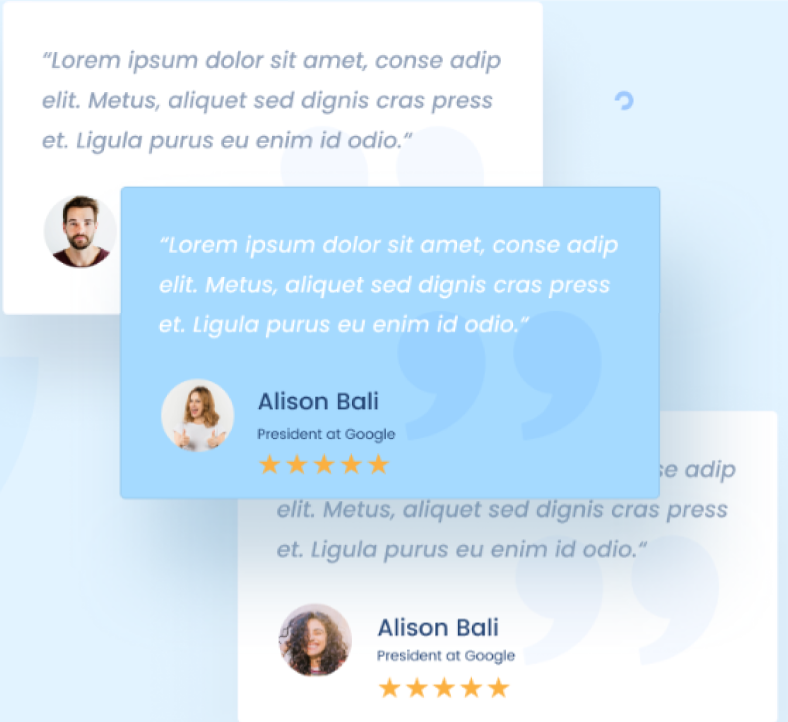 “Lorem ipsum dolor sit amet, conse adip
elit. Metus, aliquet sed dignis cras press
et. Ligula purus eu enim id odio.”
“Lorem ipsum dolor sit amet, conse adip
elit. Metus, aliquet sed dignis cras press
et. Ligula purus eu enim id odio.”
Alison Bali
President at Google
se adip
elit. Metus, aliquet sed dignis cras press
et. Ligula purus eu enim id odio.”
Alison Bali
President at Google